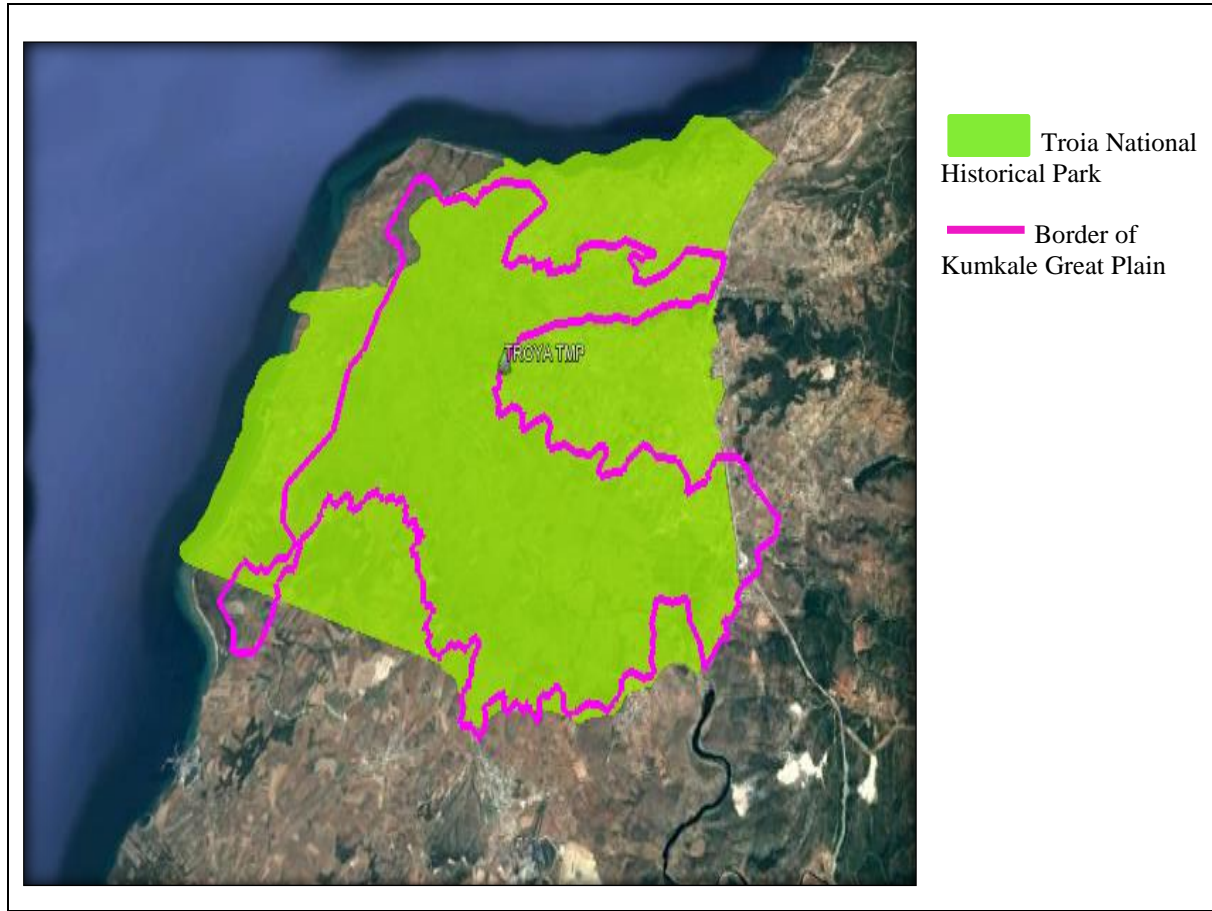 TROYA TMP
Troia National
Historical Park
Border of
Kumkale Great Plain